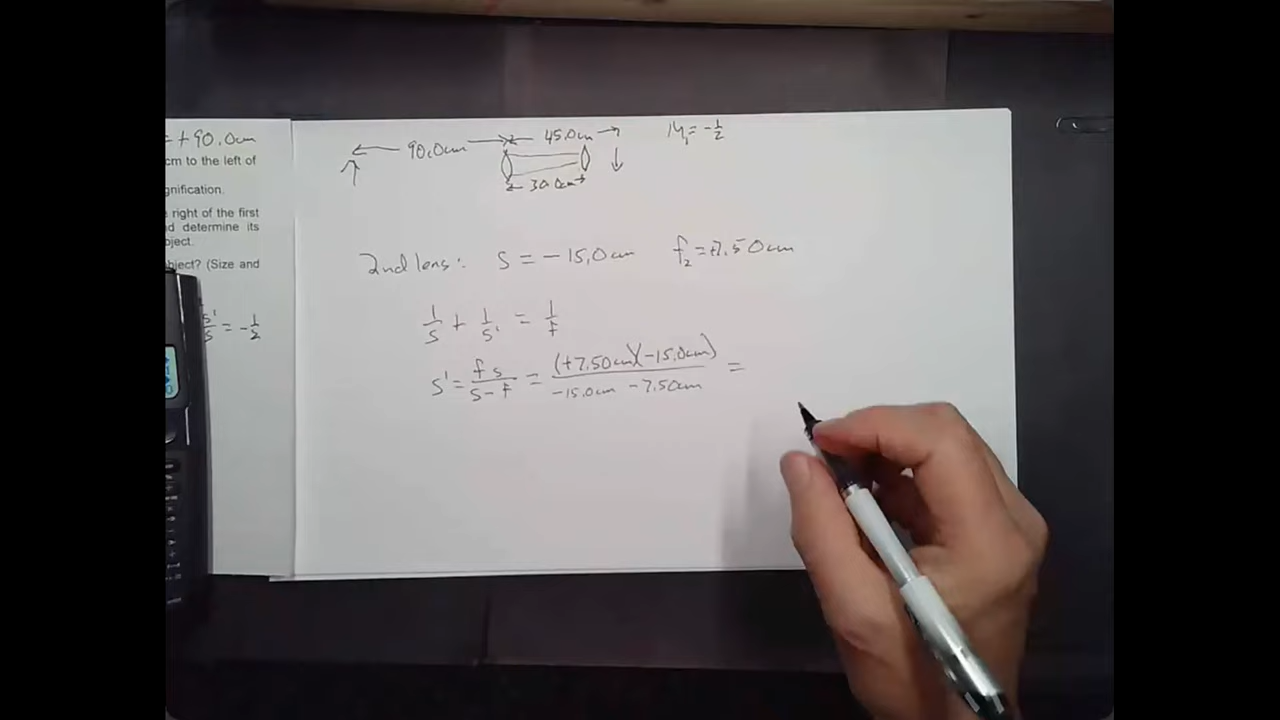 = +90.0cm
cm to the left of
gnification.
right of the first
d determine its
bject.
bject? (Size and
s'/s = -1/2
90.0cm 45.0cm M₁ = -1/2
30.0cm
2nd lens: s = -15.0cm f₂ = +7.50cm
1/s + 1/s' = 1/f
s' = fs/(s-f) = (+7.50cm)(-15.0cm)/(-15.0cm -7.50cm) =